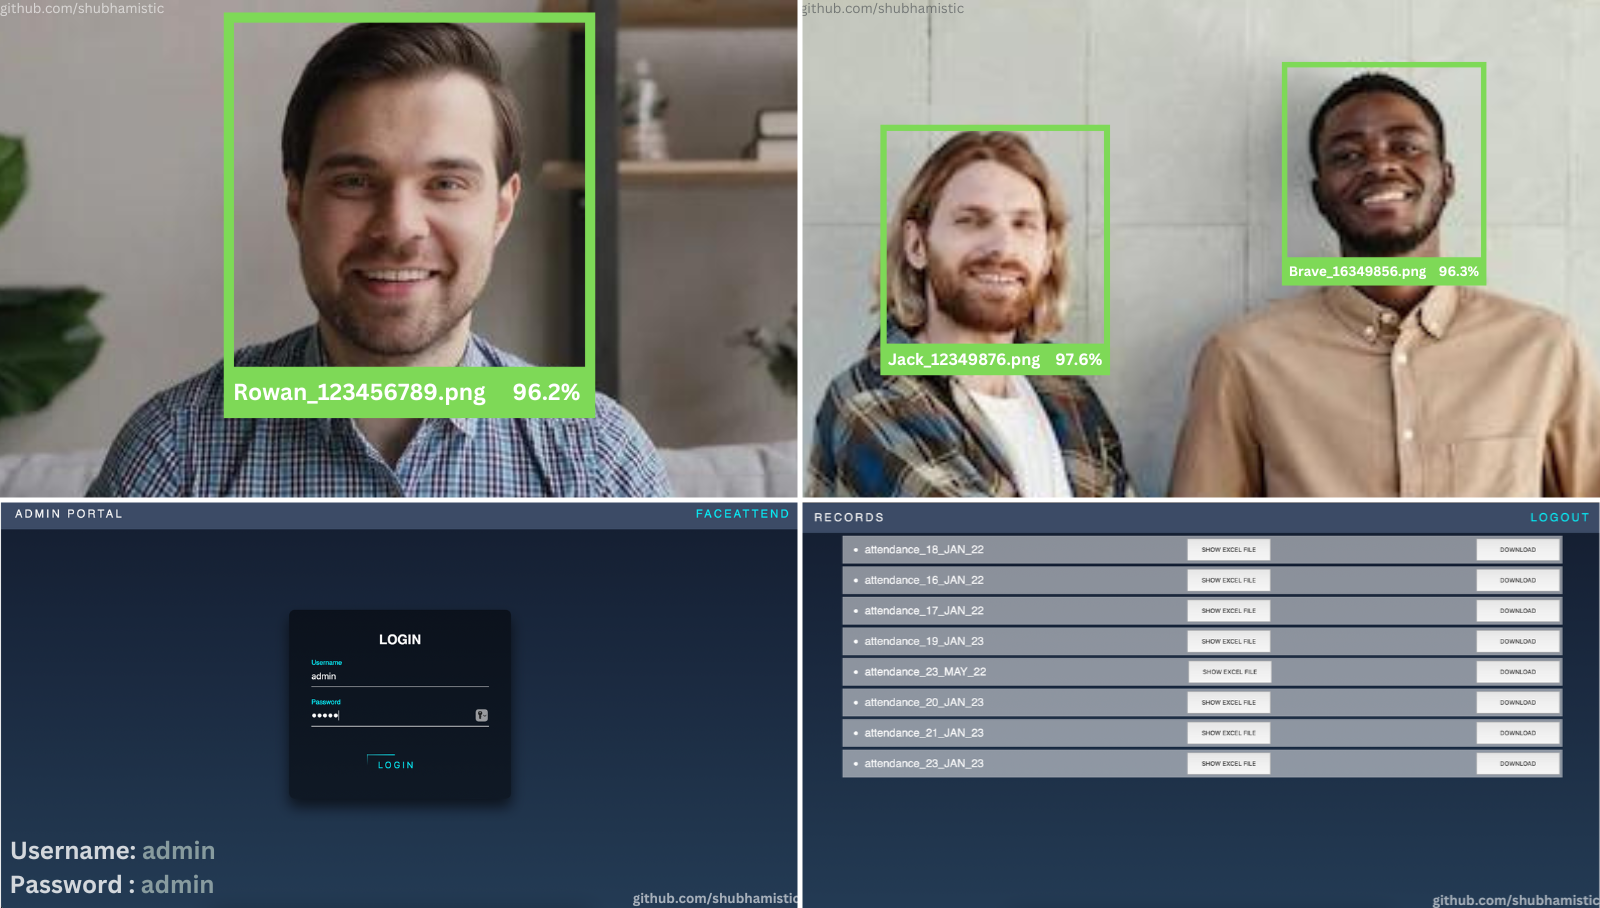 github.com/shubhamistic
Rowan_123456789.png 96.2%
github.com/shubhamistic
Brave_16349856.png 96.3%
Jack_12349876.png 97.6%
ADMIN PORTAL FACEATTEND
LOGIN
Username
admin
Password
•••••
LOGIN
Username: admin
Password : admin
github.com/shubhamistic
RECORDS LOGOUT
• attendance_18_JAN_22 SHOW EXCEL FILE DOWNLOAD
• attendance_16_JAN_22 SHOW EXCEL FILE DOWNLOAD
• attendance_17_JAN_22 SHOW EXCEL FILE DOWNLOAD
• attendance_19_JAN_23 SHOW EXCEL FILE DOWNLOAD
• attendance_23_MAY_22 SHOW EXCEL FILE DOWNLOAD
• attendance_20_JAN_23 SHOW EXCEL FILE DOWNLOAD
• attendance_21_JAN_23 SHOW EXCEL FILE DOWNLOAD
• attendance_23_JAN_23 SHOW EXCEL FILE DOWNLOAD
github.com/shubhamistic